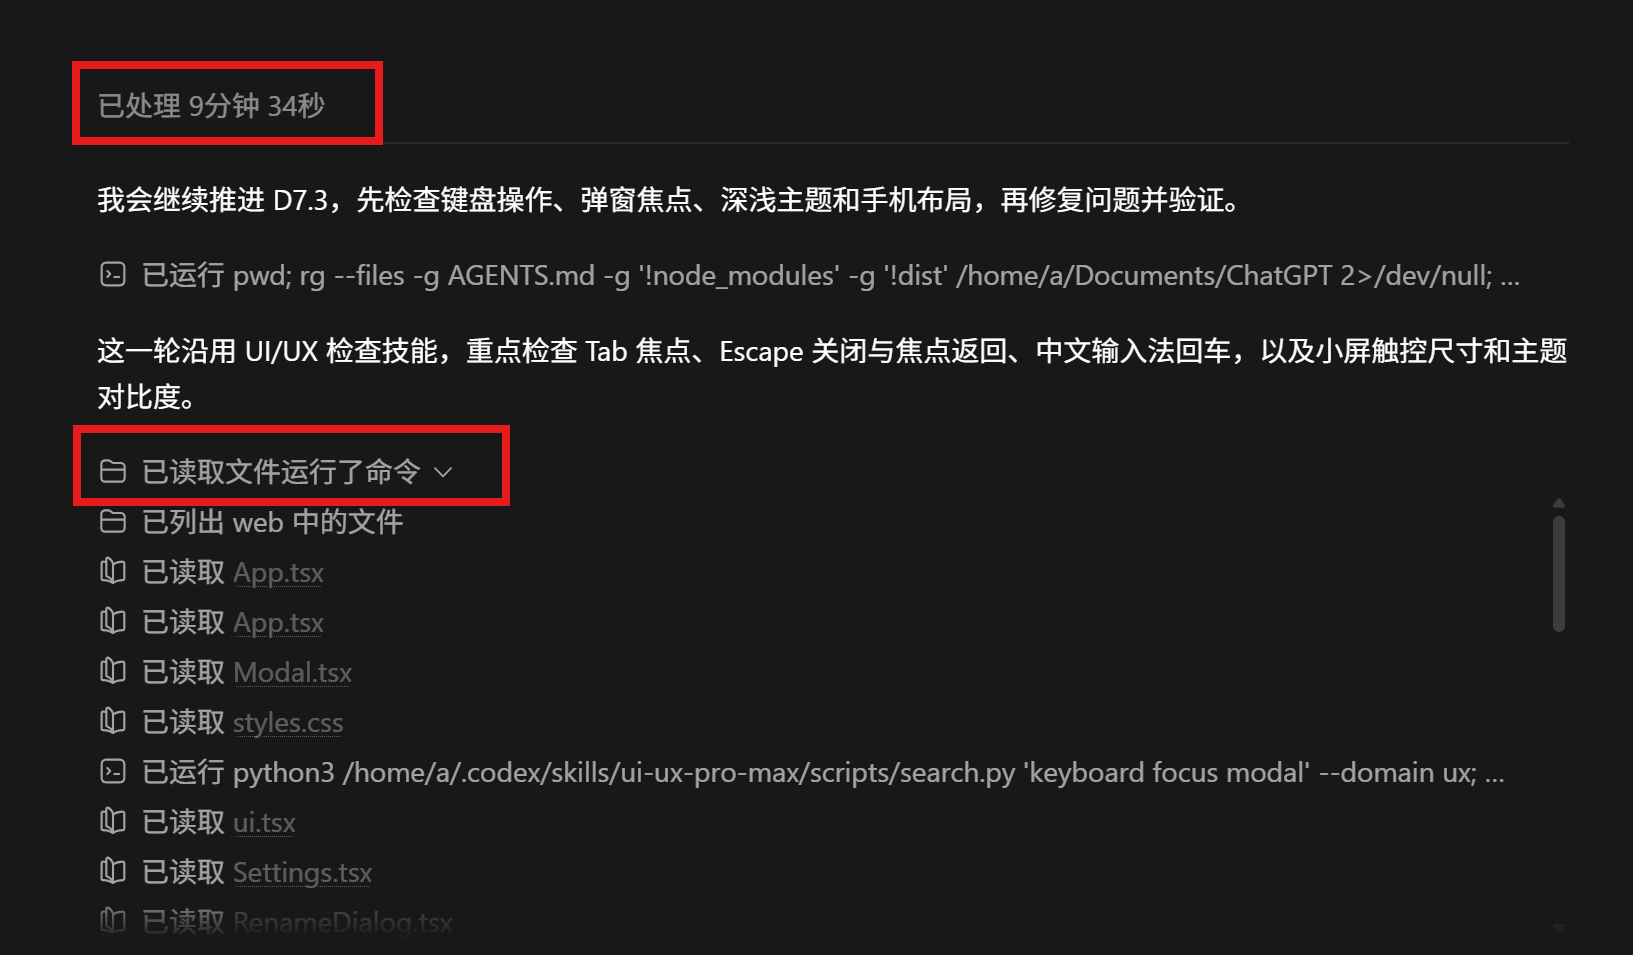 已处理 9分钟 34秒
我会继续推进 D7.3，先检查键盘操作、弹窗焦点、深浅主题和手机布局，再修复问题并验证。
已运行 pwd; rg --files -g AGENTS.md -g '!node_modules' -g '!dist' /home/a/Documents/ChatGPT 2>/dev/null; ...
这一轮沿用 UI/UX 检查技能，重点检查 Tab 焦点、Escape 关闭与焦点返回、中文输入法回车，以及小屏触控尺寸和主题
对比度。
已读取文件运行了命令
已列出 web 中的文件
已读取 App.tsx
已读取 App.tsx
已读取 Modal.tsx
已读取 styles.css
已运行 python3 /home/a/.codex/skills/ui-ux-pro-max/scripts/search.py 'keyboard focus modal' --domain ux; ...
已读取 ui.tsx
已读取 Settings.tsx
已读取 RenameDialog.tsx